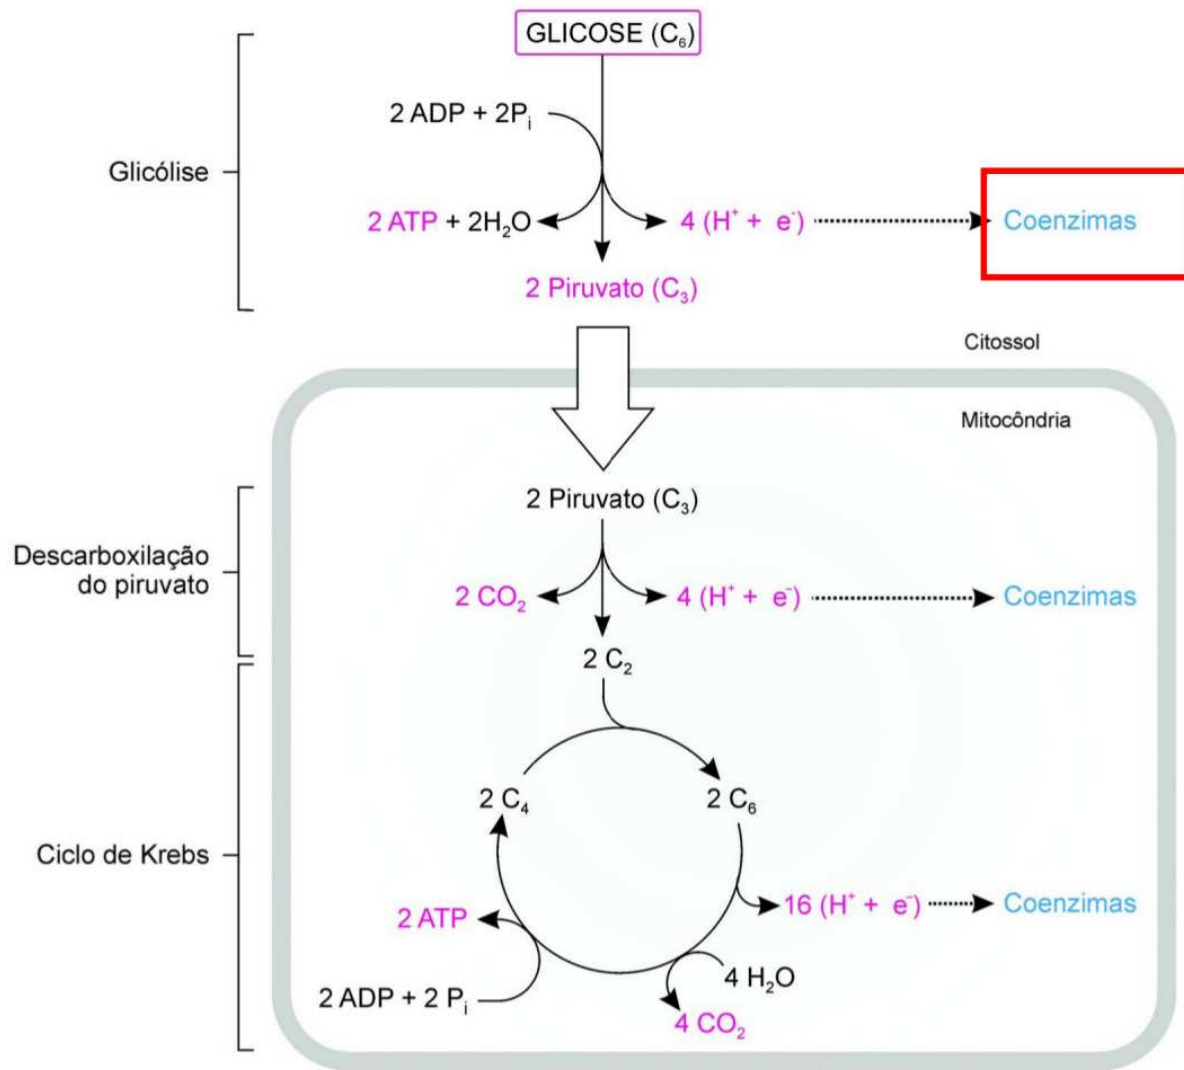 GLICOSE (C₆)
2 ADP + 2Pᵢ
Glicólise
2 ATP + 2H₂O
4 (H⁺ + e⁻)
Coenzimas
2 Piruvato (C₃)
Citossol
Mitocôndria
2 Piruvato (C₃)
Descarboxilação
do piruvato
2 CO₂
4 (H⁺ + e⁻)
Coenzimas
2 C₂
2 C₄
2 C₆
Ciclo de Krebs
2 ATP
16 (H⁺ + e⁻)
Coenzimas
4 H₂O
2 ADP + 2 Pᵢ
4 CO₂